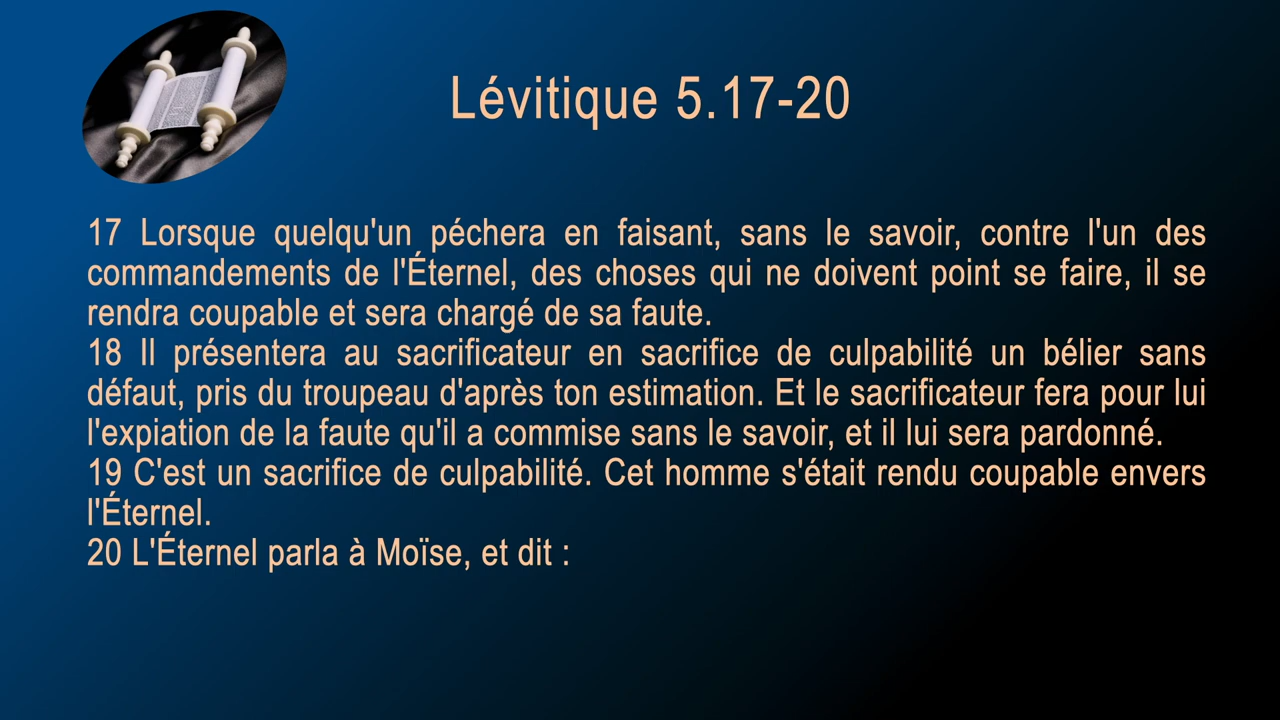 Lévitique 5.17-20
17 Lorsque quelqu'un péchera en faisant, sans le savoir, contre l'un des
commandements de l'Éternel, des choses qui ne doivent point se faire, il se
rendra coupable et sera chargé de sa faute.
18 Il présentera au sacrificateur en sacrifice de culpabilité un bélier sans
défaut, pris du troupeau d'après ton estimation. Et le sacrificateur fera pour lui
l'expiation de la faute qu'il a commise sans le savoir, et il lui sera pardonné.
19 C'est un sacrifice de culpabilité. Cet homme s'était rendu coupable envers
l'Éternel.
20 L'Éternel parla à Moïse, et dit :